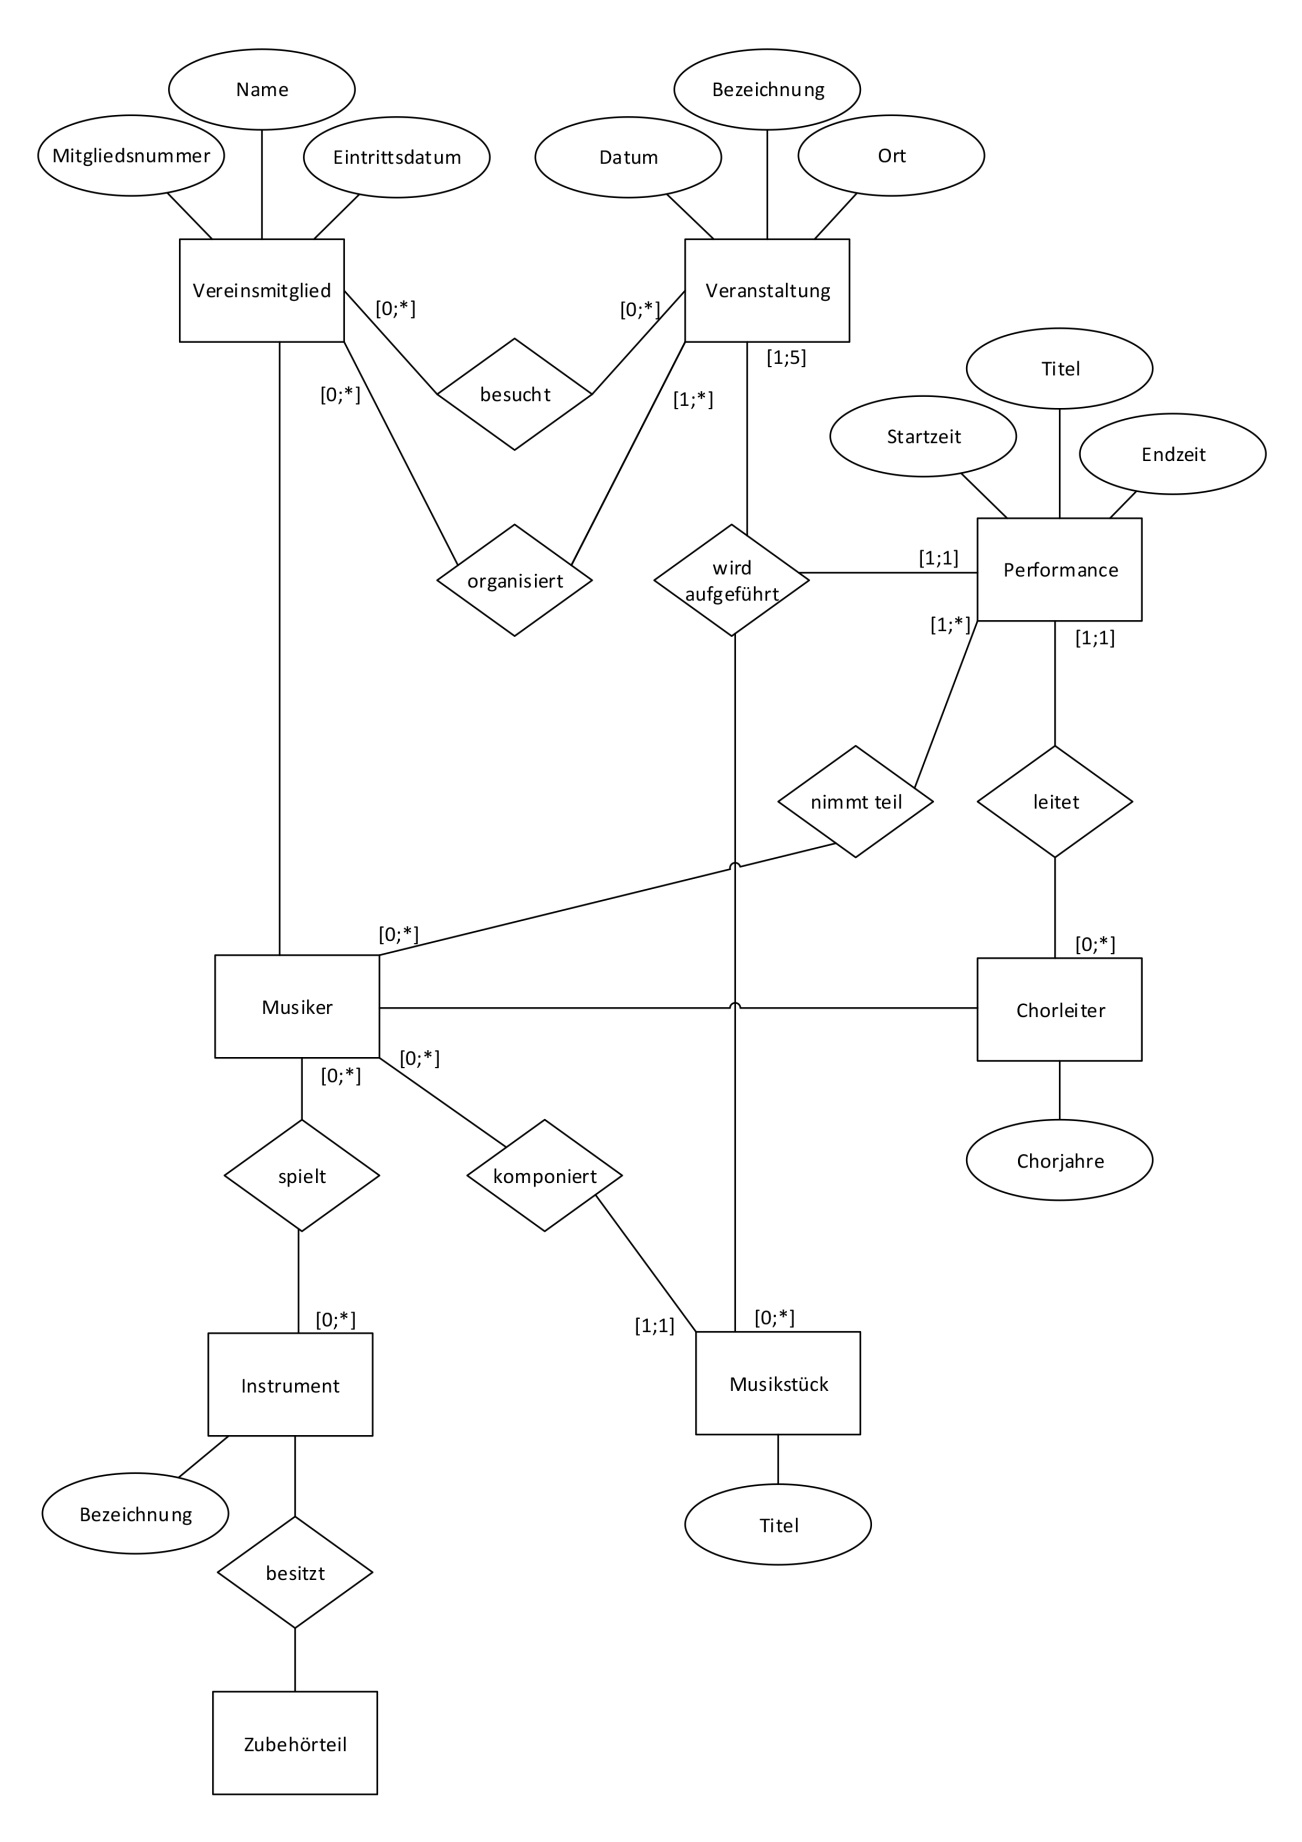 Name
Bezeichnung
Mitgliedsnummer
Eintrittsdatum
Datum
Ort
Vereinsmitglied
Veranstaltung
[0;*]
[0;*]
[1;5]
Titel
[0;*]
besucht
[1;*]
Startzeit
Endzeit
[1;1]
wird
aufgeführt
Performance
organisiert
[1;*]
[1;1]
nimmt teil
leitet
[0;*]
[0;*]
Musiker
Chorleiter
[0;*]
[0;*]
Chorjahre
spielt
komponiert
[0;*]
[1;1]
[0;*]
Instrument
Musikstück
Bezeichnung
Titel
besitzt
Zubehörteil